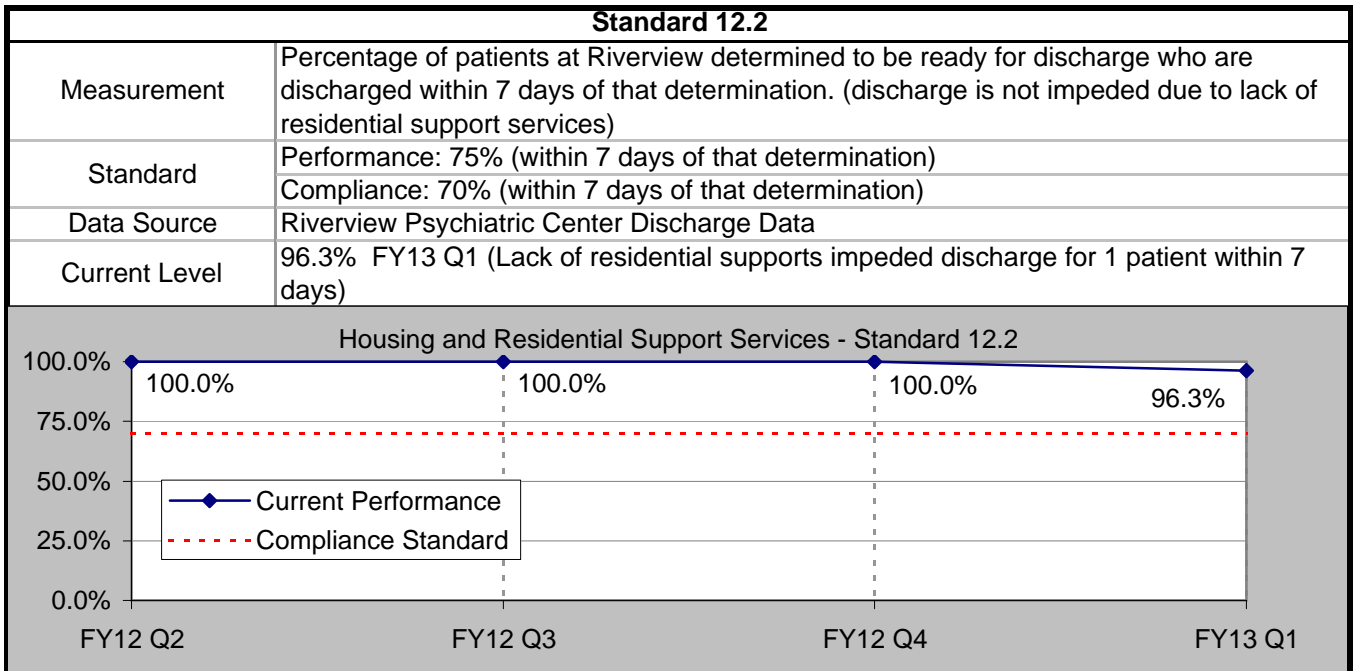 Standard 12.2
Measurement
Percentage of patients at Riverview determined to be ready for discharge who are
discharged within 7 days of that determination. (discharge is not impeded due to lack of
residential support services)
Standard
Performance: 75% (within 7 days of that determination)
Compliance: 70% (within 7 days of that determination)
Data Source
Riverview Psychiatric Center Discharge Data
Current Level
96.3%  FY13 Q1 (Lack of residential supports impeded discharge for 1 patient within 7
days)
Housing and Residential Support Services - Standard 12.2
100.0%
100.0%
100.0%
100.0%
96.3%
75.0%
50.0%
Current Performance
25.0%
Compliance Standard
0.0%
FY12 Q2
FY12 Q3
FY12 Q4
FY13 Q1